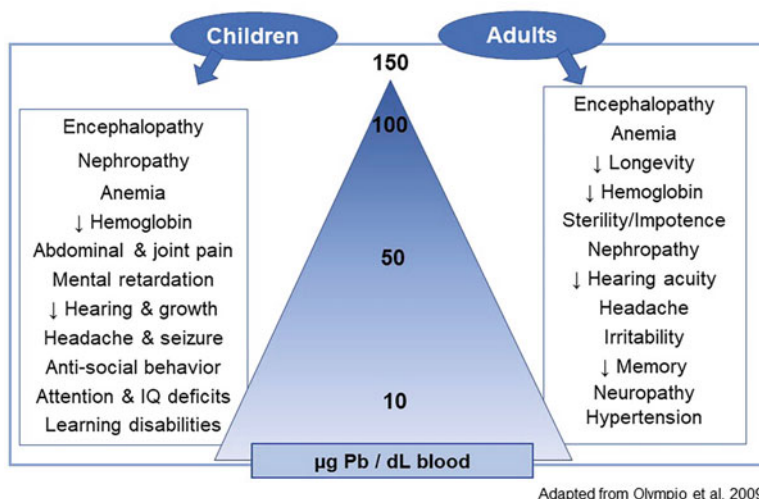 Children
Adults
150
100
50
10
µg Pb / dL blood
Encephalopathy
Nephropathy
Anemia
↓ Hemoglobin
Abdominal & joint pain
Mental retardation
↓ Hearing & growth
Headache & seizure
Anti-social behavior
Attention & IQ deficits
Learning disabilities
Encephalopathy
Anemia
↓ Longevity
↓ Hemoglobin
Sterility/Impotence
Nephropathy
↓ Hearing acuity
Headache
Irritability
↓ Memory
Neuropathy
Hypertension
Adapted from Olympio et al. 2009